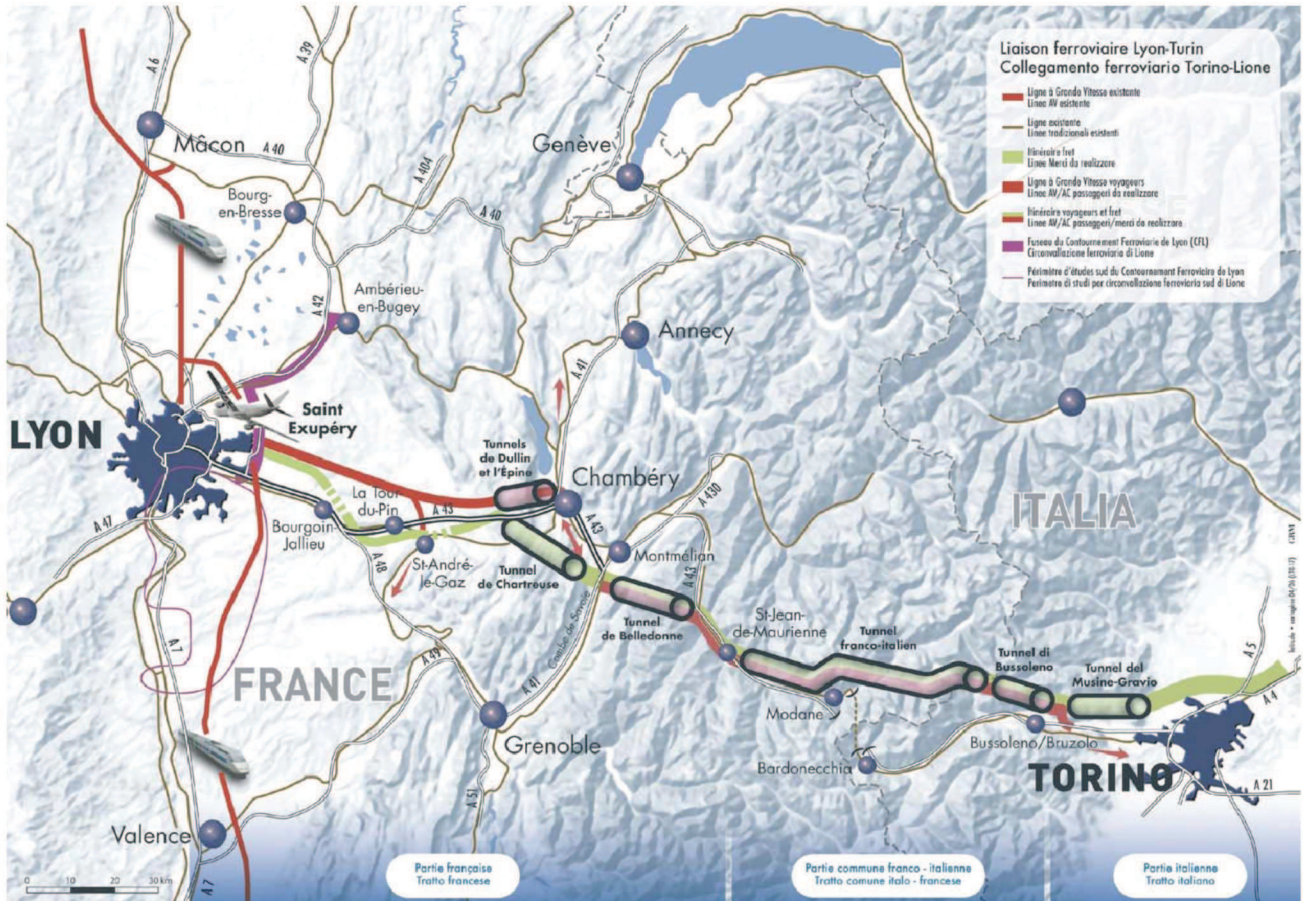 Liaison ferroviaire Lyon-Turin
Collegamento ferroviario Torino-Lione
Ligne à Grande Vitesse existante
Linea AV esistente
Ligne existante
Linee tradizionali esistenti
Itinéraire fret
Linee Merci da realizzare
Ligne à Grande Vitesse voyageurs
Linee AV/AC passeggeri da realizzare
Itinéraire voyageurs et fret
Linee AV/AC passeggeri/merci da realizzare
Fuseau du Contournement Ferroviaire de Lyon (CFL)
Circonvallazione ferroviaria di Lione
Périmètre d'études sud du Contournement Ferroviaire de Lyon
Perimetro di studi per circonvallazione ferroviaria sud di Lione
A 6
A 39
Mâcon
A 40
A 404
Genève
Bourg-
en-Bresse
A 40
A 42
Ambérieu-
en-Bugey
Annecy
A 41
Saint
Exupéry
LYON
Tunnels
de Dullin
et l'Épine
Chambéry
A 430
La Tour-
du-Pin
A 43
A 43
ITALIA
A 47
Bourgoin-
Jallieu
St-André-
le-Gaz
Montmélian
A 48
Tunnel
de Chartreuse
A 43
Combe de Savoie
Tunnel
de Belledonne
St-Jean-
de-Maurienne
Tunnel
franco-italien
Tunnel di
Bussoleno
Tunnel del
Musine-Gravio
A 5
A 4
A 7
FRANCE
A 49
A 41
Modane
Grenoble
Bardonecchia
Bussoleno/Bruzolo
TORINO
A 21
A 51
Valence
A 7
0 10 20 30 km
Partie française
Tratto francese
Partie commune franco - italienne
Tratto comune italo - francese
Partie italienne
Tratto italiano